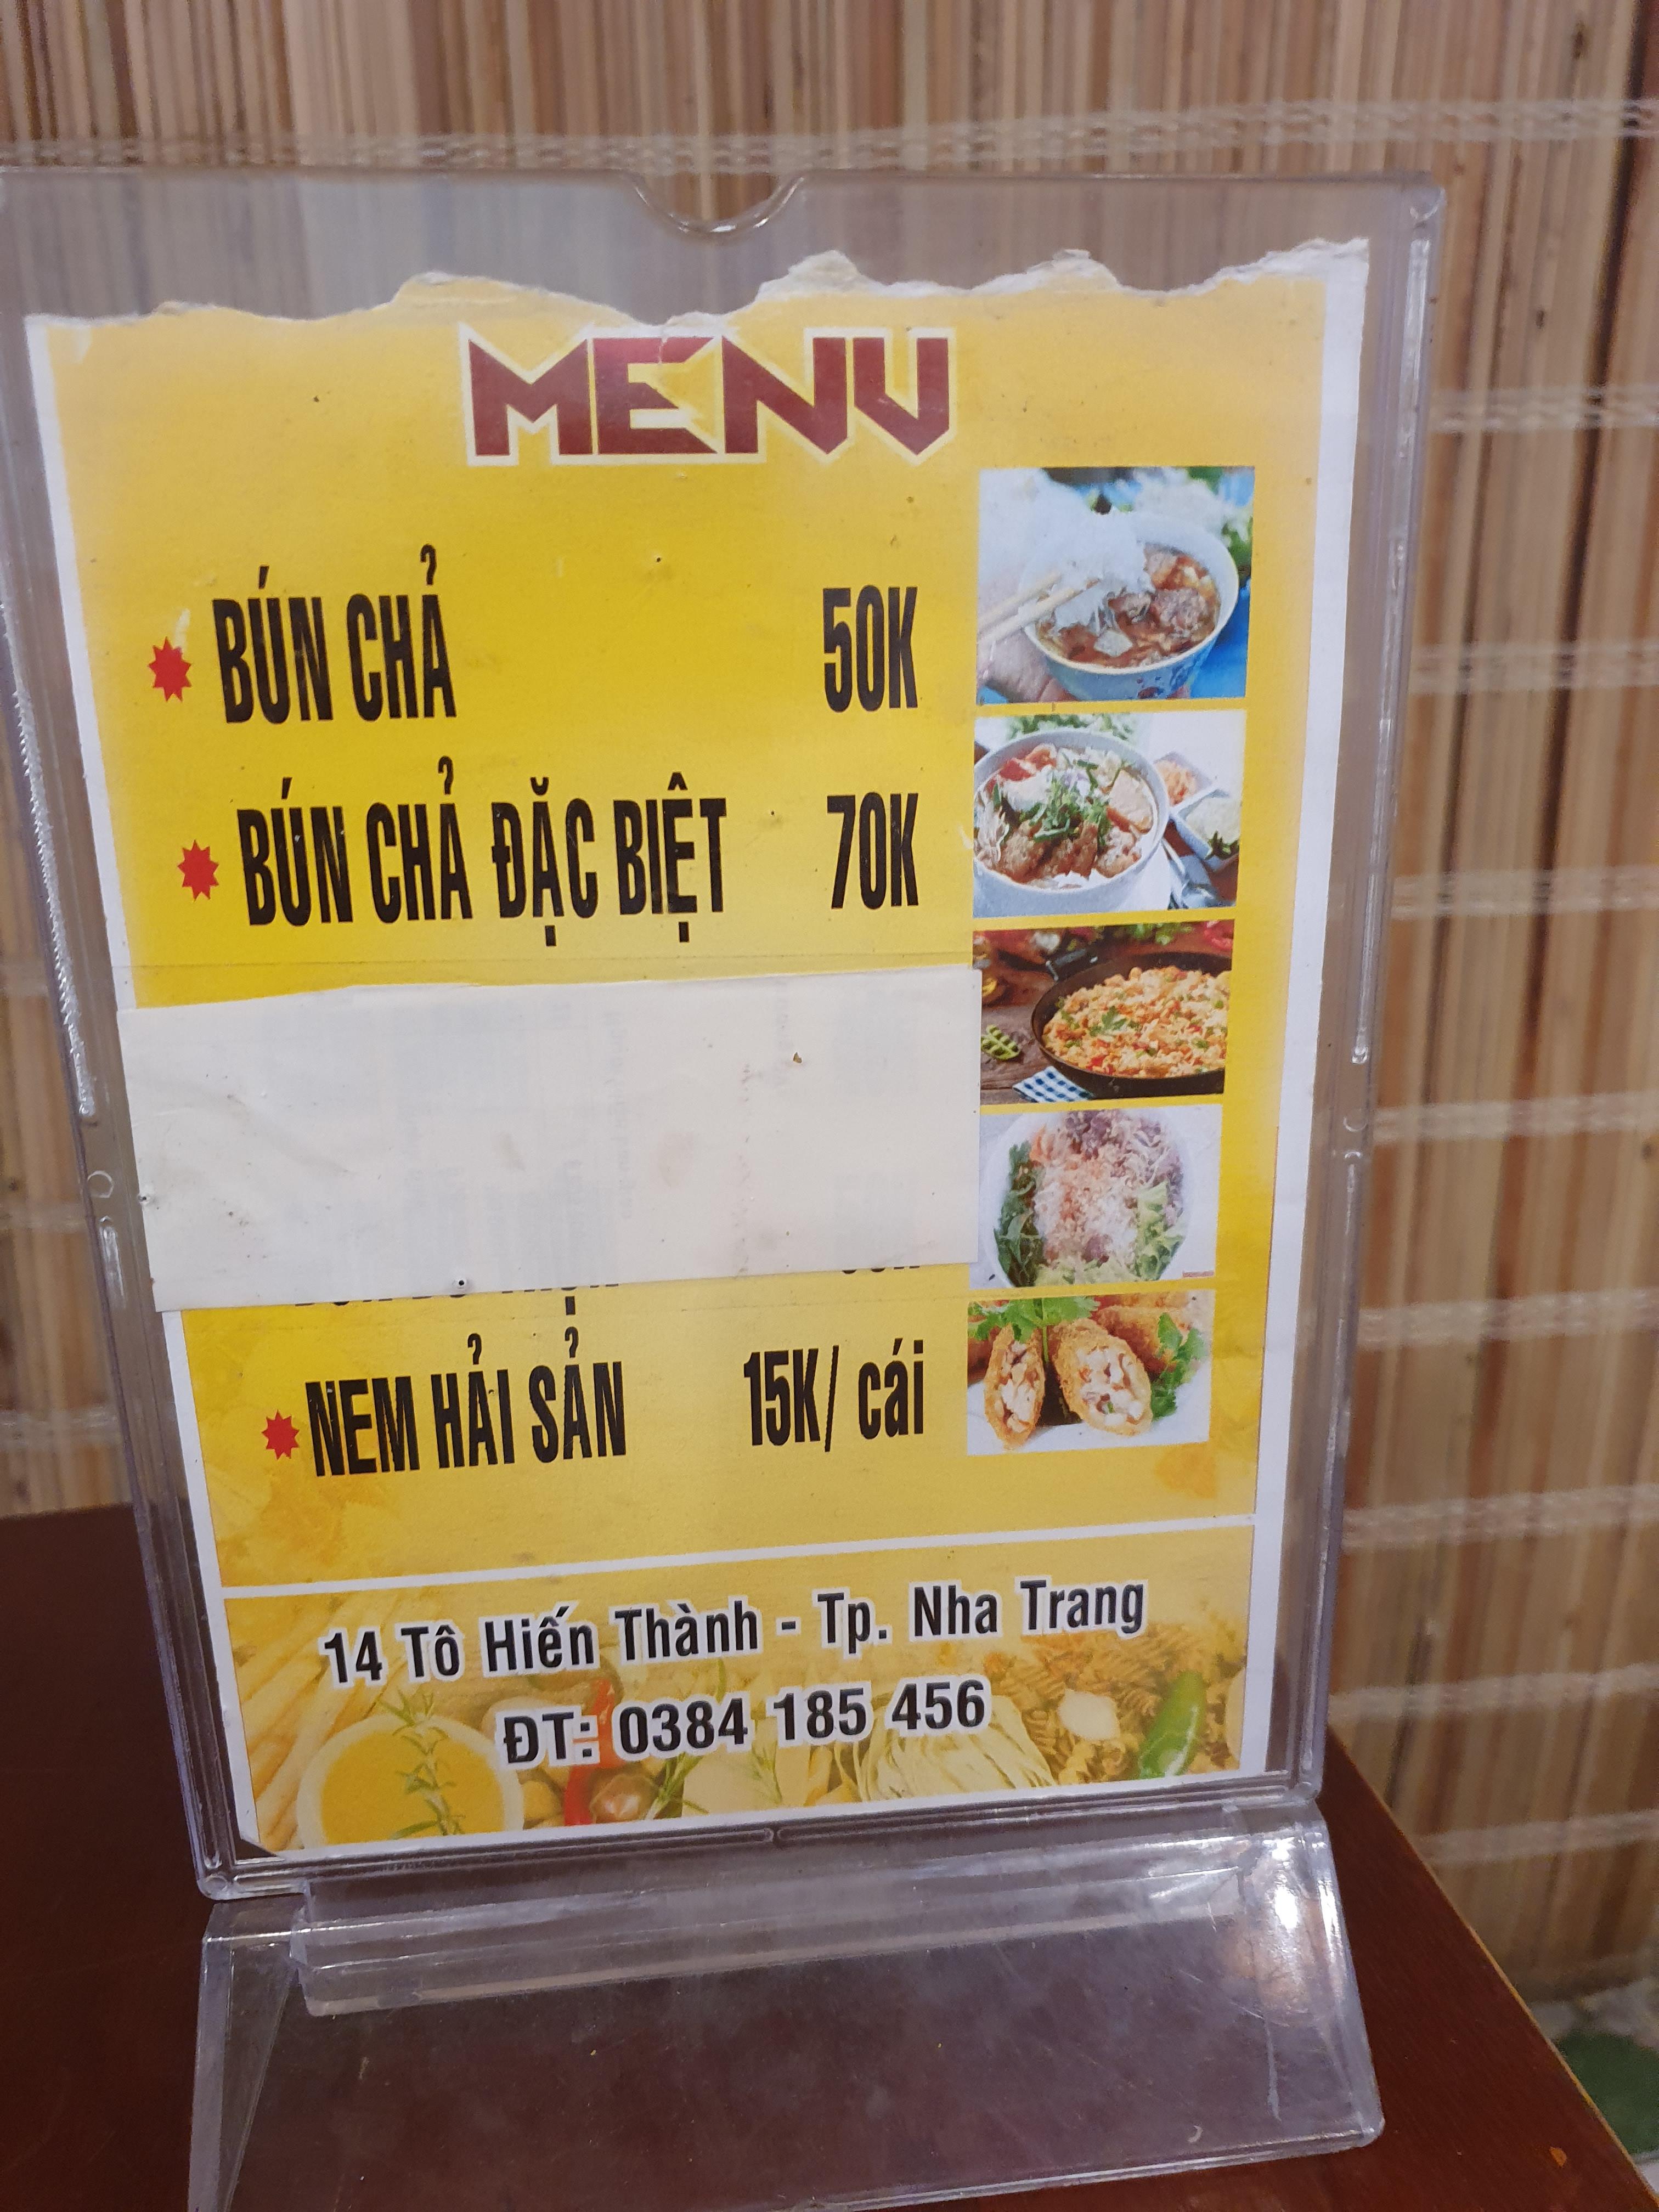 MENU
BÚN CHẢ 50K
BÚN CHẢ ĐẶC BIỆT 70K
NEM HẢI SẢN 15K/ cái
14 Tô Hiến Thành - Tp. Nha Trang
ĐT: 0384 185 456